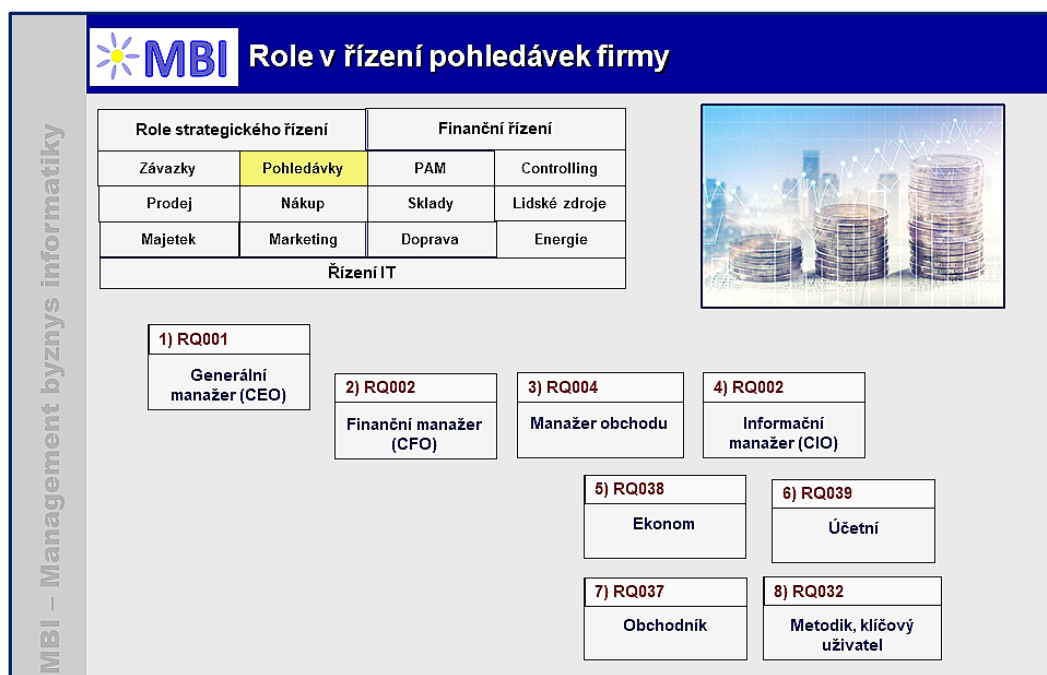 MBI
Role v řízení pohledávek firmy
MBI – Management byznys informatiky
Role strategického řízení
Finanční řízení
Závazky
Pohledávky
PAM
Controlling
Prodej
Nákup
Sklady
Lidské zdroje
Majetek
Marketing
Doprava
Energie
Řízení IT
1) RQ001
Generální
manažer (CEO)
2) RQ002
Finanční manažer
(CFO)
3) RQ004
Manažer obchodu
4) RQ002
Informační
manažer (CIO)
5) RQ038
Ekonom
6) RQ039
Účetní
7) RQ037
Obchodník
8) RQ032
Metodik, klíčový
uživatel